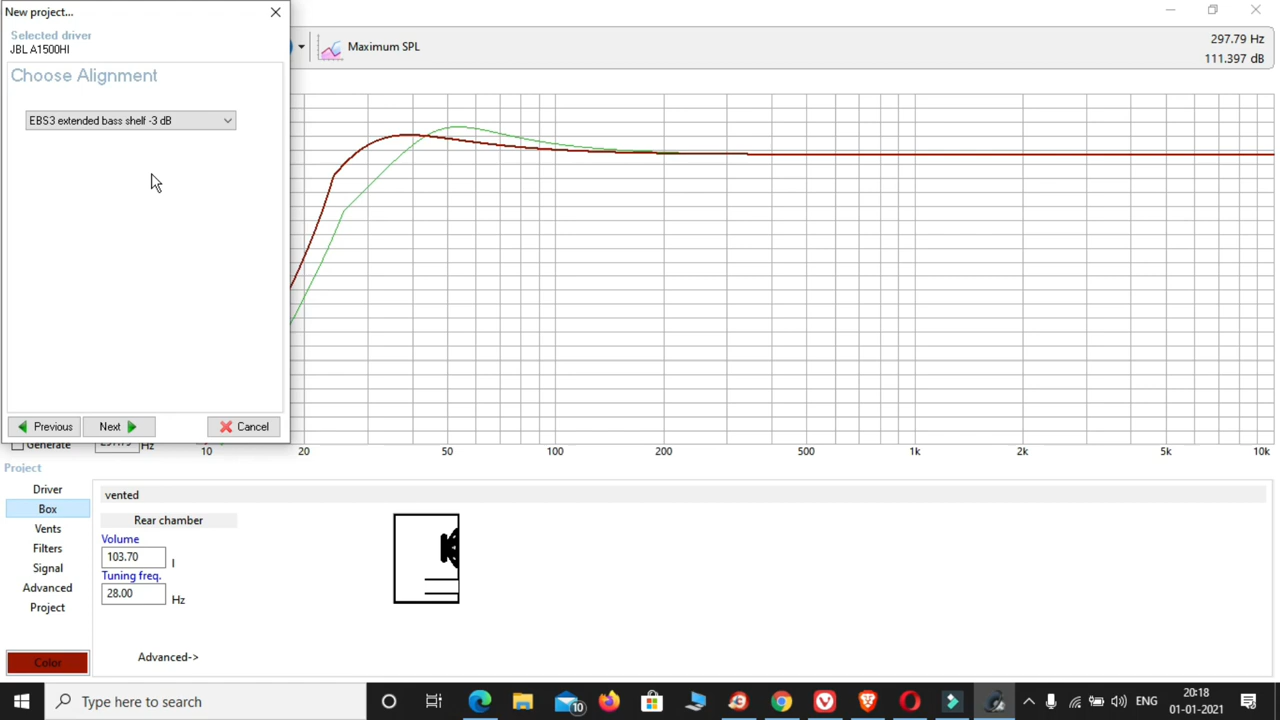 New project...
Selected driver
JBL A1500HI
Choose Alignment
EBS3 extended bass shelf -3 dB
Previous
Next
Cancel
Maximum SPL
297.79 Hz
111.397 dB
Generate
Hz
10
20
50
100
200
500
1k
2k
5k
10k
Project
Driver
Box
Vents
Filters
Signal
Advanced
Project
Color
vented
Rear chamber
Volume
103.70
l
Tuning freq.
28.00
Hz
Advanced->
Type here to search
10
ENG
20:18
01-01-2021